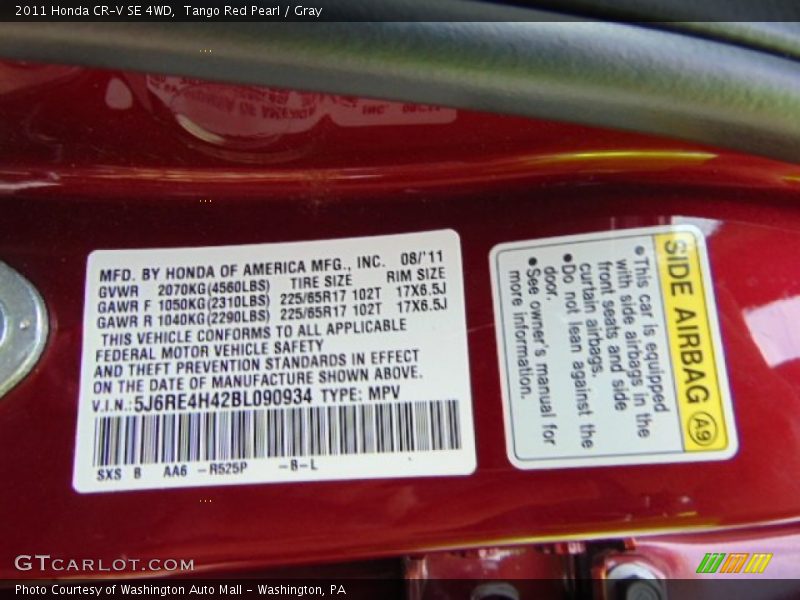 2011 Honda CR-V SE 4WD,  Tango Red Pearl / Gray
MFD. BY HONDA OF AMERICA MFG., INC. 08/'11
GVWR 2070KG(4560LBS) TIRE SIZE RIM SIZE
GAWR F 1050KG(2310LBS) 225/65R17 102T 17X6.5J
GAWR R 1040KG(2290LBS) 225/65R17 102T 17X6.5J
THIS VEHICLE CONFORMS TO ALL APPLICABLE
FEDERAL MOTOR VEHICLE SAFETY
AND THEFT PREVENTION STANDARDS IN EFFECT
ON THE DATE OF MANUFACTURE SHOWN ABOVE.
V.I.N.: 5J6RE4H42BL090934 TYPE: MPV
SXS B AA6 -R525P -B-L
SIDE AIRBAG A9
•This car is equipped
with side airbags in the
front seats and side
curtain airbags.
•Do not lean against the
door.
•See owner's manual for
more information.
GTCARLOT.COM
Photo Courtesy of Washington Auto Mall - Washington, PA